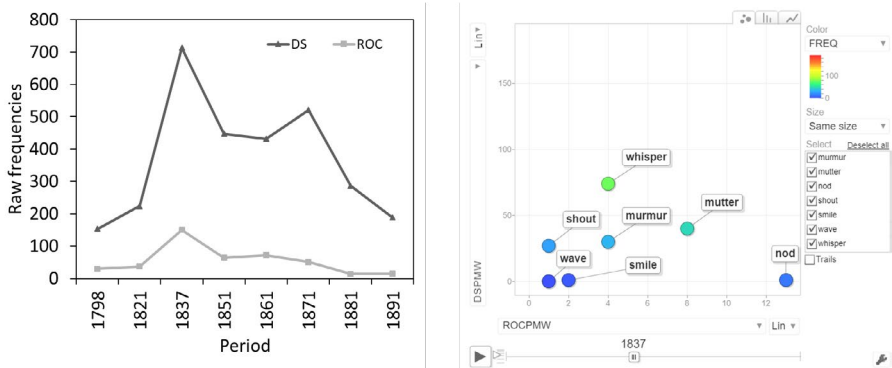 800
700
600
500
400
300
200
100
0
Raw frequencies
DS
ROC
1798
1821
1837
1851
1861
1871
1881
1891
Period
Lin
150
100
50
0
DSPMW
whisper
mutter
murmur
shout
wave
smile
nod
0
2
4
6
8
10
12
ROCPMW
Lin
1837
Color
FREQ
100
0
Size
Same size
Select Deselect all
murmur
mutter
nod
shout
smile
wave
whisper
Trails